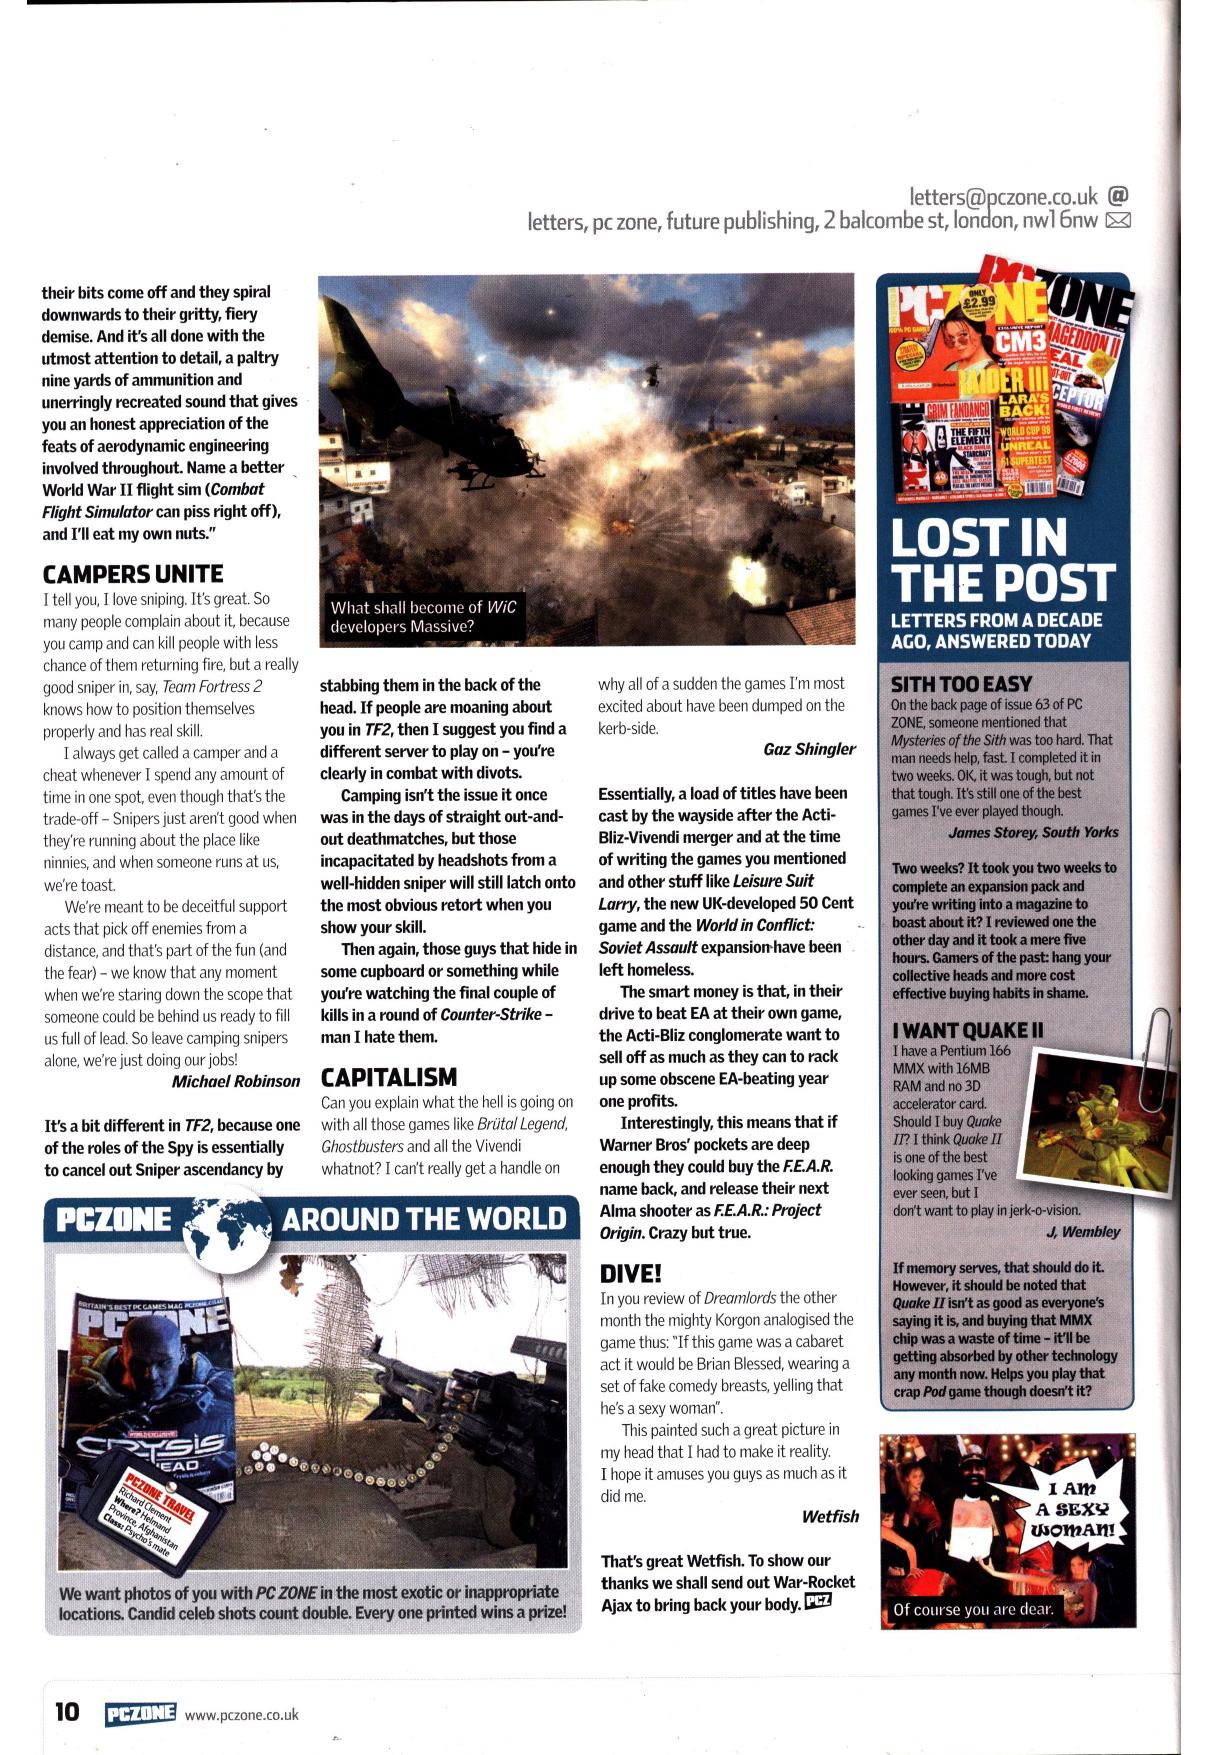 letters@pczone.co.uk @
letters, pc zone, future publishing, 2 balcombe st, london, nw1 6nw
their bits come off and they spiral
downwards to their gritty, fiery
demise. And it's all done with the
utmost attention to detail, a paltry
nine yards of ammunition and
unerringly recreated sound that gives
you an honest appreciation of the
feats of aerodynamic engineering
involved throughout. Name a better
World War II flight sim (Combat
Flight Simulator can piss right off),
and I'll eat my own nuts."
CAMPERS UNITE
I tell you, I love sniping. It's great. So
many people complain about it, because
you camp and can kill people with less
chance of them returning fire, but a really
good sniper in, say, Team Fortress 2
knows how to position themselves
properly and has real skill.
I always get called a camper and a
cheat whenever I spend any amount of
time in one spot, even though that's the
trade-off – Snipers just aren't good when
they're running about the place like
ninnies, and when someone runs at us,
we're toast.
We're meant to be deceitful support
acts that pick off enemies from a
distance, and that's part of the fun (and
the fear) – we know that any moment
when we're staring down the scope that
someone could be behind us ready to fill
us full of lead. So leave camping snipers
alone, we're just doing our jobs!
Michael Robinson
It's a bit different in TF2, because one
of the roles of the Spy is essentially
to cancel out Sniper ascendancy by
What shall become of WiC
developers Massive?
stabbing them in the back of the
head. If people are moaning about
you in TF2, then I suggest you find a
different server to play on – you're
clearly in combat with divots.
Camping isn't the issue it once
was in the days of straight out-and-
out deathmatches, but those
incapacitated by headshots from a
well-hidden sniper will still latch onto
the most obvious retort when you
show your skill.
Then again, those guys that hide in
some cupboard or something while
you're watching the final couple of
kills in a round of Counter-Strike –
man I hate them.
CAPITALISM
Can you explain what the hell is going on
with all those games like Brütal Legend,
Ghostbusters and all the Vivendi
whatnot? I can't really get a handle on
why all of a sudden the games I'm most
excited about have been dumped on the
kerb-side.
Gaz Shingler
Essentially, a load of titles have been
cast by the wayside after the Acti-
Bliz-Vivendi merger and at the time
of writing the games you mentioned
and other stuff like Leisure Suit
Larry, the new UK-developed 50 Cent
game and the World in Conflict:
Soviet Assault expansion have been
left homeless.
The smart money is that, in their
drive to beat EA at their own game,
the Acti-Bliz conglomerate want to
sell off as much as they can to rack
up some obscene EA-beating year
one profits.
Interestingly, this means that if
Warner Bros' pockets are deep
enough they could buy the F.E.A.R.
name back, and release their next
Alma shooter as F.E.A.R.: Project
Origin. Crazy but true.
DIVE!
In you review of Dreamlords the other
month the mighty Korgon analogised the
game thus: "If this game was a cabaret
act it would be Brian Blessed, wearing a
set of fake comedy breasts, yelling that
he's a sexy woman".
This painted such a great picture in
my head that I had to make it reality.
I hope it amuses you guys as much as it
did me.
Wetfish
That's great Wetfish. To show our
thanks we shall send out War-Rocket
Ajax to bring back your body. PCZ
PCZONE AROUND THE WORLD
BRITAIN'S BEST PC GAMES MAG PCZONE.CO.UK
PCZONE
WORLD EXCLUSIVE!
CRYSIS
PCZONE TRAVEL
Richard Clement
Where? Helmand
Province, Afghanistan
Class: Psycho's mate
We want photos of you with PC ZONE in the most exotic or inappropriate
locations. Candid celeb shots count double. Every one printed wins a prize!
PCZONE
ONLY
£2.99
EXCLUSIVE REPORT
CM3
RAIDER III
LARA'S
BACK!
WORLD CUP 98
UNREAL
61 SUPERTEST
GRIM FANDANGO
THE FIFTH
ELEMENT
STARCRAFT
LOST IN
THE POST
LETTERS FROM A DECADE
AGO, ANSWERED TODAY
SITH TOO EASY
On the back page of issue 63 of PC
ZONE, someone mentioned that
Mysteries of the Sith was too hard. That
man needs help, fast. I completed it in
two weeks. OK, it was tough, but not
that tough. It's still one of the best
games I've ever played though.
James Storey, South Yorks
Two weeks? It took you two weeks to
complete an expansion pack and
you're writing into a magazine to
boast about it? I reviewed one the
other day and it took a mere five
hours. Gamers of the past: hang your
collective heads and more cost
effective buying habits in shame.
I WANT QUAKE II
I have a Pentium 166
MMX with 16MB
RAM and no 3D
accelerator card.
Should I buy Quake
II? I think Quake II
is one of the best
looking games I've
ever seen, but I
don't want to play in jerk-o-vision.
J, Wembley
If memory serves, that should do it.
However, it should be noted that
Quake II isn't as good as everyone's
saying it is, and buying that MMX
chip was a waste of time – it'll be
getting absorbed by other technology
any month now. Helps you play that
crap Pod game though doesn't it?
I AM
A SEXY
WOMAN!
Of course you are dear.
10 PCZONE www.pczone.co.uk